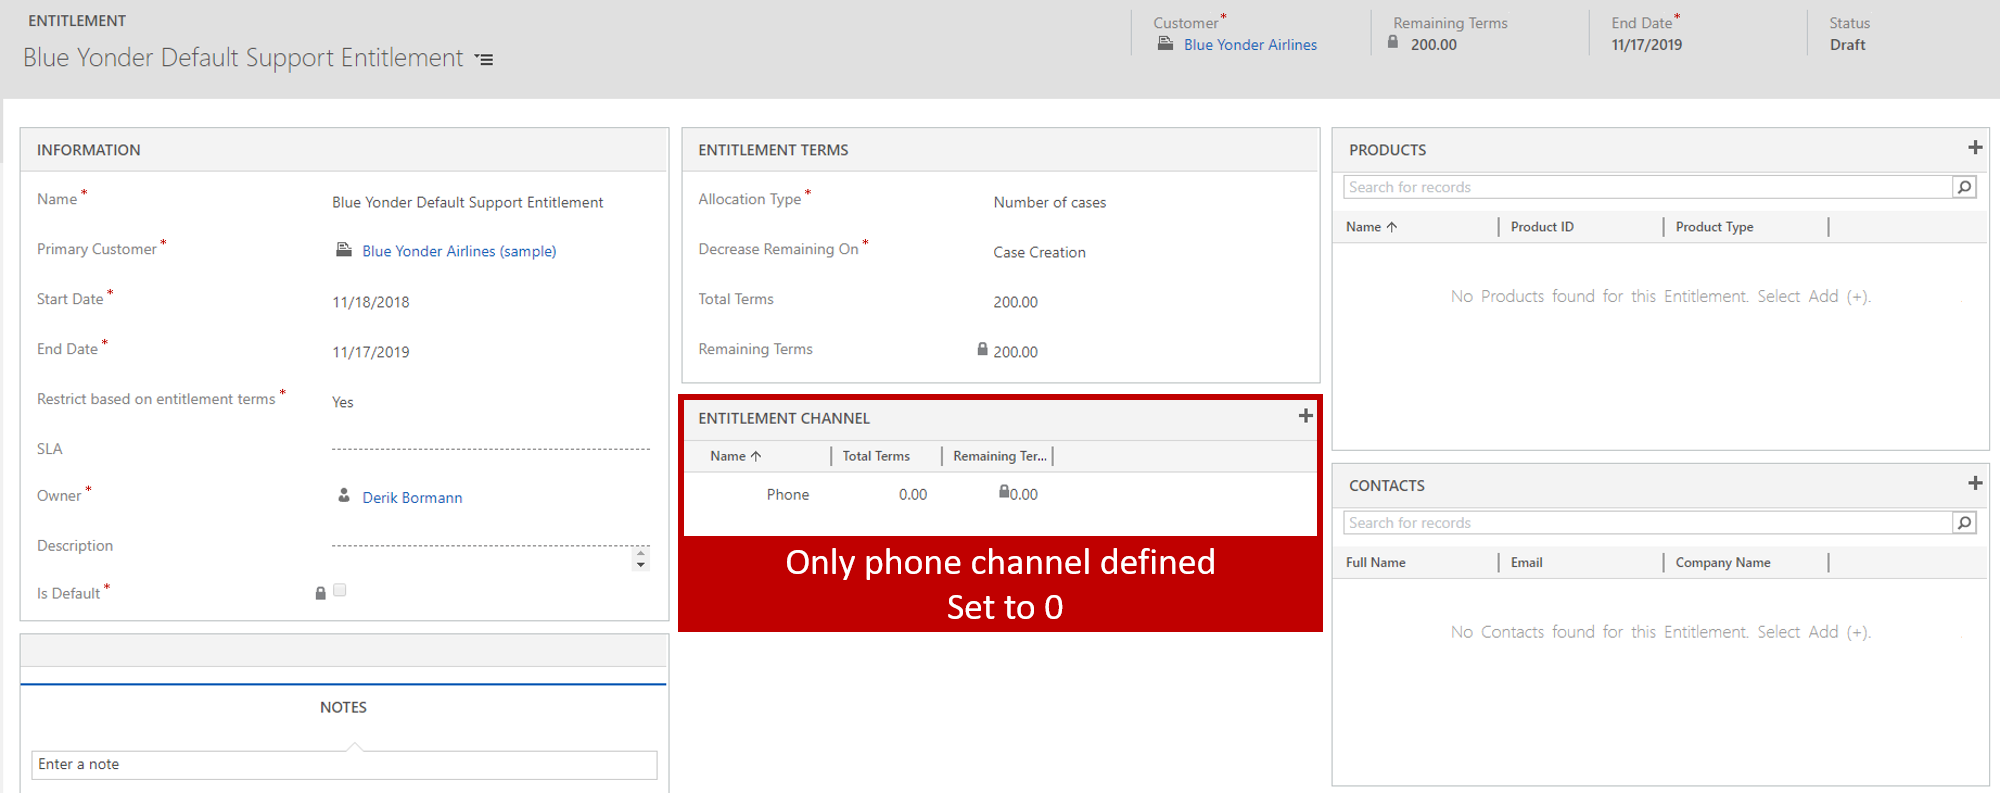 ENTITLEMENT
Blue Yonder Default Support Entitlement
Customer*
Blue Yonder Airlines
Remaining Terms
200.00
End Date*
11/17/2019
Status
Draft
INFORMATION
Name*
Blue Yonder Default Support Entitlement
Primary Customer*
Blue Yonder Airlines (sample)
Start Date*
11/18/2018
End Date*
11/17/2019
Restrict based on entitlement terms*
Yes
SLA
Owner*
Derik Bormann
Description
Is Default*
NOTES
Enter a note
ENTITLEMENT TERMS
Allocation Type*
Number of cases
Decrease Remaining On*
Case Creation
Total Terms
200.00
Remaining Terms
200.00
ENTITLEMENT CHANNEL
Name Total Terms Remaining Ter...
Phone 0.00 0.00
Only phone channel defined
Set to 0
PRODUCTS
Search for records
Name Product ID Product Type
No Products found for this Entitlement. Select Add (+).
CONTACTS
Search for records
Full Name Email Company Name
No Contacts found for this Entitlement. Select Add (+).